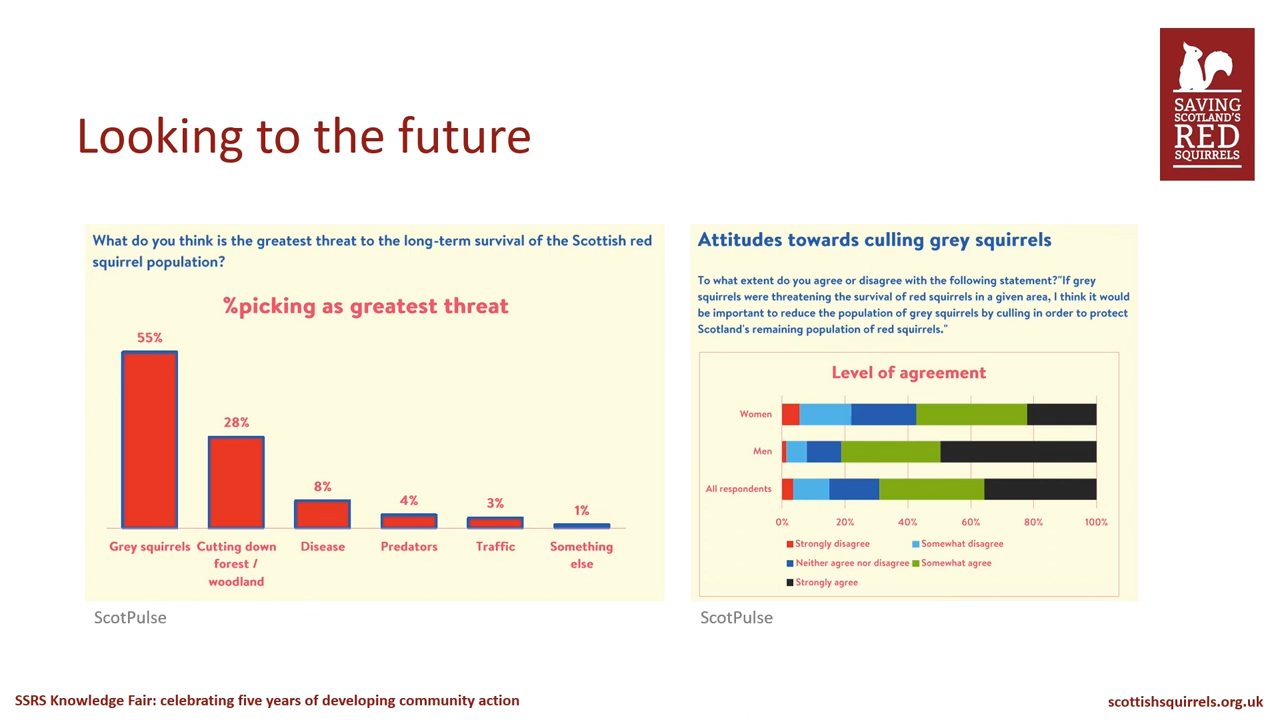 SAVING
SCOTLAND'S
RED
SQUIRRELS
Looking to the future
What do you think is the greatest threat to the long-term survival of the Scottish red
squirrel population?
%picking as greatest threat
55%
28%
8%
4%
3%
1%
Grey squirrels
Cutting down
forest /
woodland
Disease
Predators
Traffic
Something
else
ScotPulse
Attitudes towards culling grey squirrels
To what extent do you agree or disagree with the following statement?"If grey
squirrels were threatening the survival of red squirrels in a given area, I think it would
be important to reduce the population of grey squirrels by culling in order to protect
Scotland's remaining population of red squirrels."
Level of agreement
Women
Men
All respondents
0% 20% 40% 60% 80% 100%
Strongly disagree
Somewhat disagree
Neither agree nor disagree
Somewhat agree
Strongly agree
ScotPulse
SSRS Knowledge Fair: celebrating five years of developing community action
scottishsquirrels.org.uk